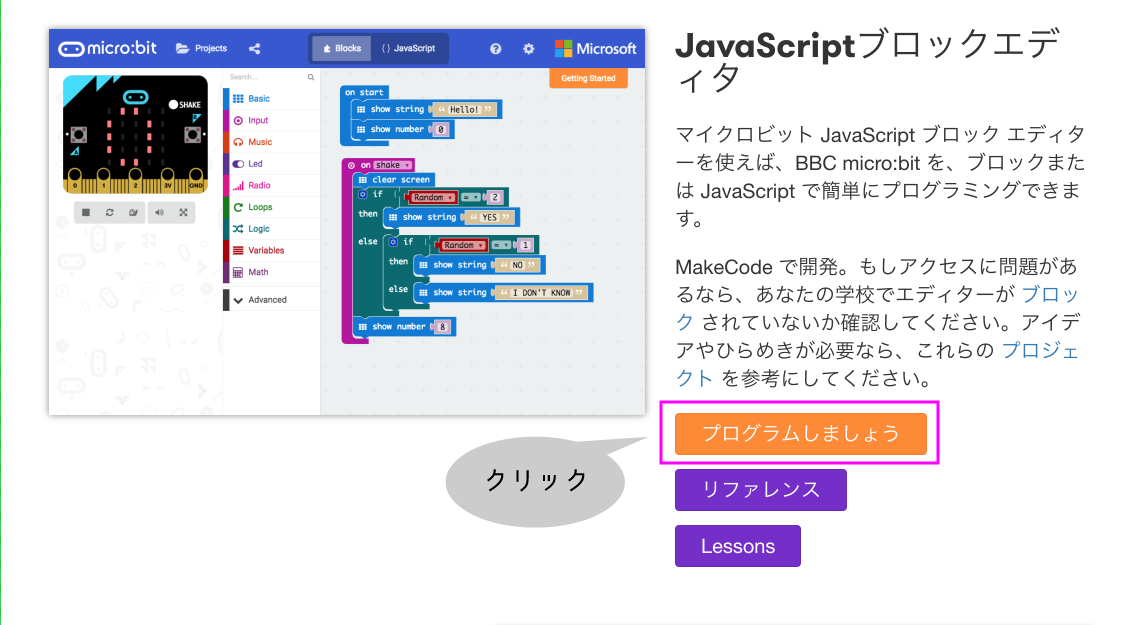 micro:bit Projects Blocks {} JavaScript Microsoft
Getting Started
SHAKE
0 1 2 3V GND
Search...
Basic
Input
Music
Led
Radio
Loops
Logic
Variables
Math
Advanced
on start
show string “ Hello! ”
show number 0
on shake
clear screen
if Random = 2
then show string “ YES ”
else if Random = 1
then show string “ NO ”
else show string “ I DON'T KNOW ”
show number 8
JavaScriptブロックエデ
ィタ
マイクロビット JavaScript ブロック エディタ
ーを使えば、BBC micro:bit を、ブロックまた
は JavaScript で簡単にプログラミングできま
す。
MakeCode で開発。もしアクセスに問題があ
るなら、あなたの学校でエディターが ブロッ
ク されていないか確認してください。アイデ
アやひらめきが必要なら、これらの プロジェ
クト を参考にしてください。
プログラムしましょう
クリック
リファレンス
Lessons